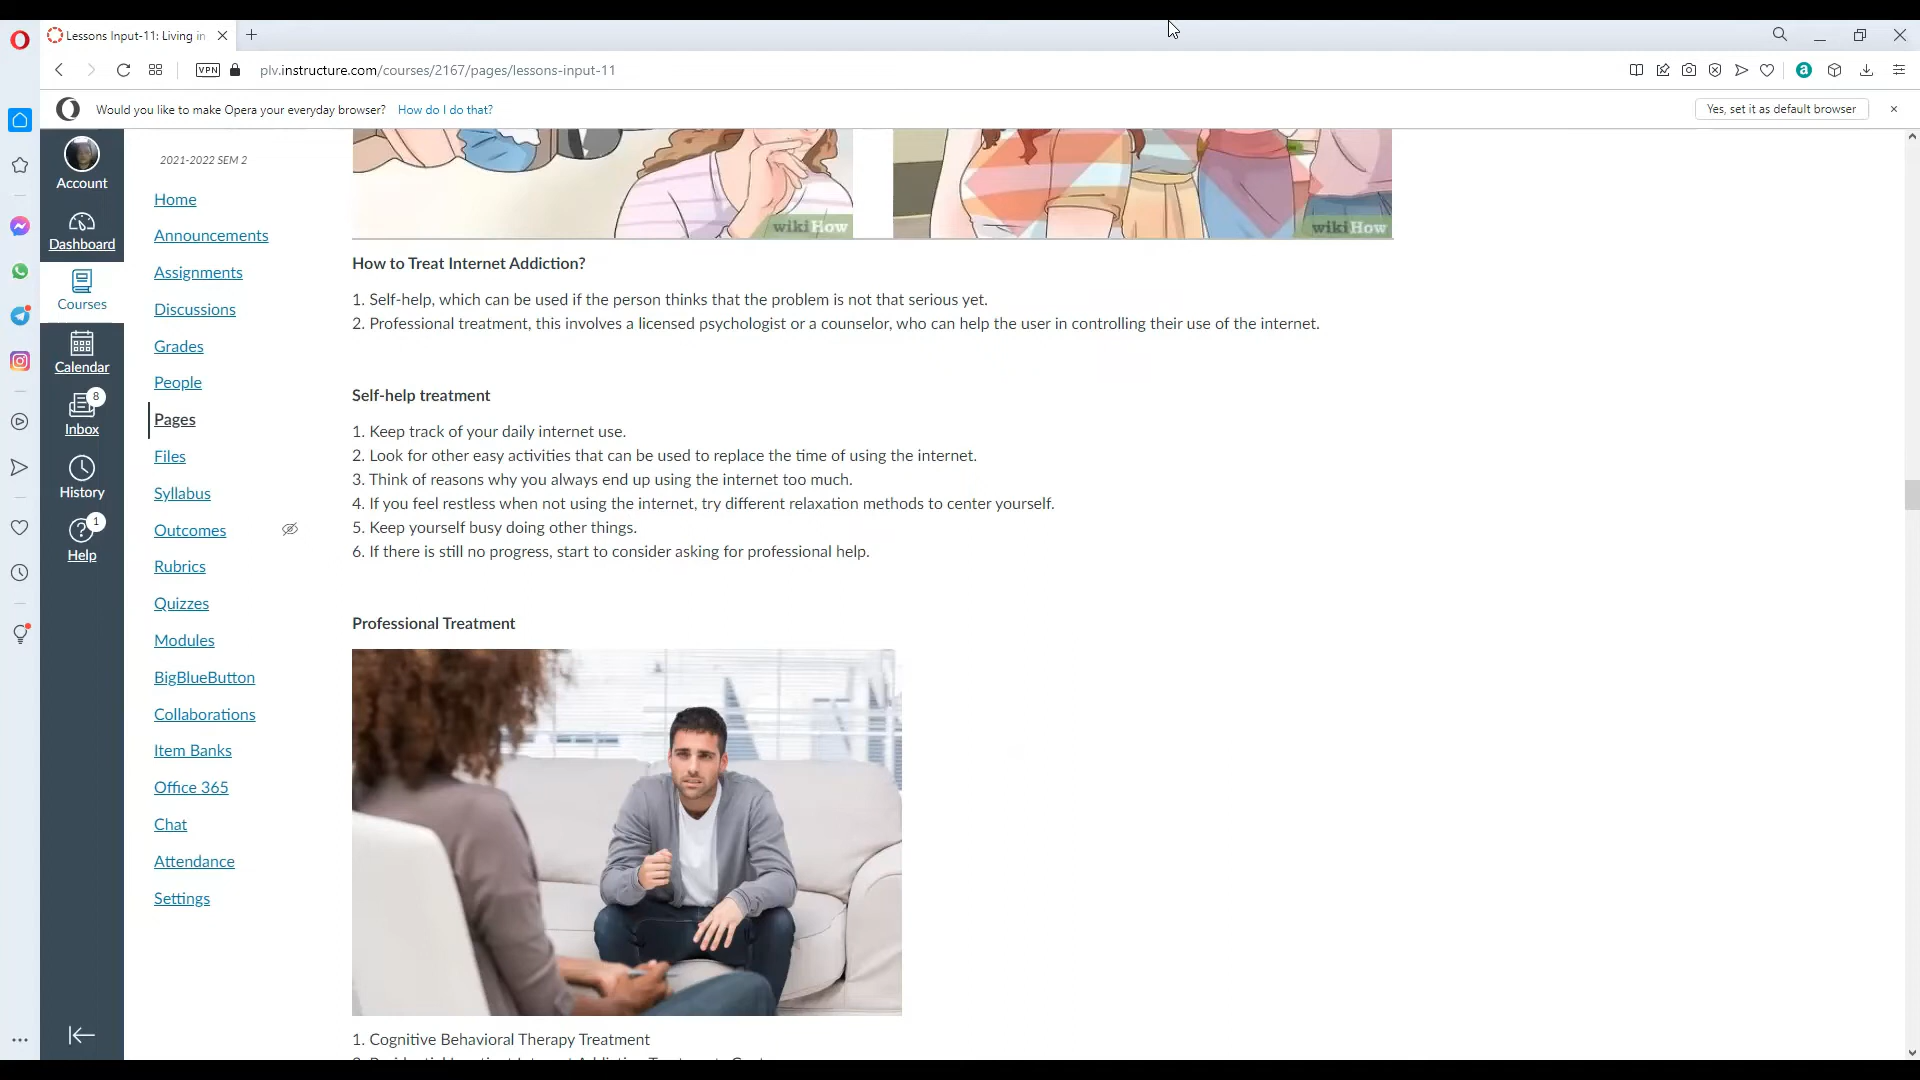 Lessons Input-11: Living in
VPN
plv.instructure.com/courses/2167/pages/lessons-input-11
a
Would you like to make Opera your everyday browser? How do I do that?
Yes, set it as default browser
Account
Dashboard
Courses
Calendar
8
Inbox
History
1
Help
2021-2022 SEM 2
Home
Announcements
Assignments
Discussions
Grades
People
Pages
Files
Syllabus
Outcomes
Rubrics
Quizzes
Modules
BigBlueButton
Collaborations
Item Banks
Office 365
Chat
Attendance
Settings
wikiHow
wikiHow
How to Treat Internet Addiction?
1. Self-help, which can be used if the person thinks that the problem is not that serious yet.
2. Professional treatment, this involves a licensed psychologist or a counselor, who can help the user in controlling their use of the internet.
Self-help treatment
1. Keep track of your daily internet use.
2. Look for other easy activities that can be used to replace the time of using the internet.
3. Think of reasons why you always end up using the internet too much.
4. If you feel restless when not using the internet, try different relaxation methods to center yourself.
5. Keep yourself busy doing other things.
6. If there is still no progress, start to consider asking for professional help.
Professional Treatment
1. Cognitive Behavioral Therapy Treatment